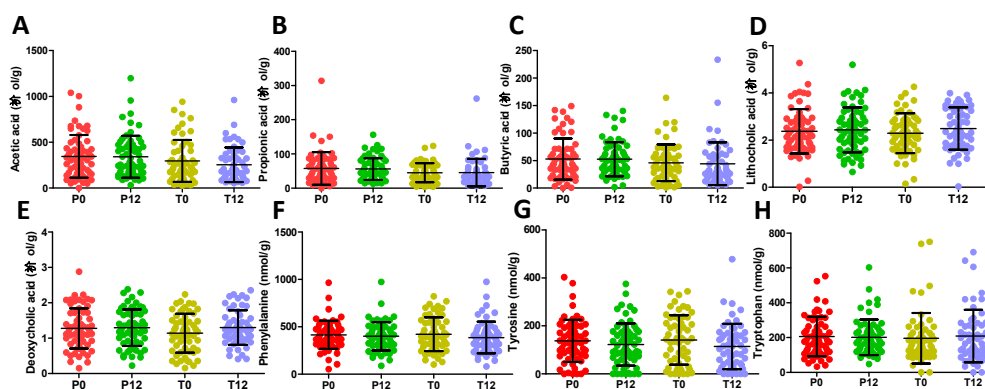 A
Acetic acid ( ol/g)
1500
1000
500
0
P0 P12 T0 T12
B
Propionic acid ( ol/g)
400
300
200
100
0
P0 P12 T0 T12
C
Butyric acid ( ol/g)
250
200
150
100
50
0
P0 P12 T0 T12
D
Lithocholic acid ( ol/g)
6
4
2
0
P0 P12 T0 T12
E
Deoxycholic acid ( ol/g)
4
3
2
1
0
P0 P12 T0 T12
F
Phenylalanine (nmol/g)
1500
1000
500
0
P0 P12 T0 T12
G
Tyrosine (nmol/g)
600
400
200
0
P0 P12 T0 T12
H
Tryptophan (nmol/g)
800
600
400
200
0
P0 P12 T0 T12